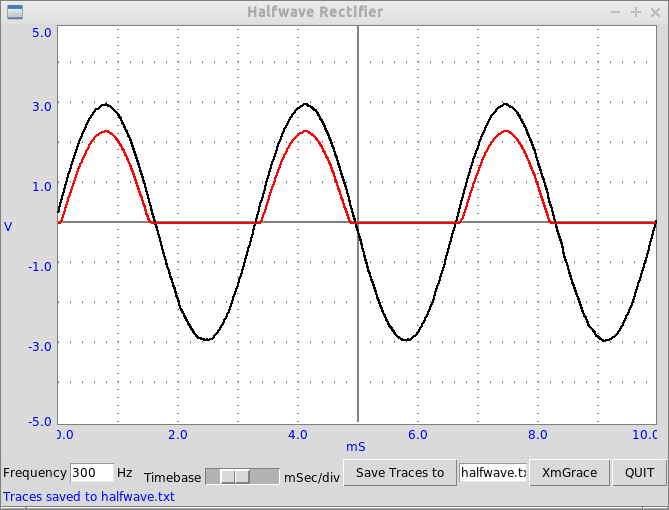 Halfwave Rectifier
5.0
3.0
1.0
V
-1.0
-3.0
-5.0
0.0 2.0 4.0 6.0 8.0 10.0
mS
Frequency 300 Hz Timebase mSec/div Save Traces to halfwave.tx XmGrace QUIT
Traces saved to halfwave.txt